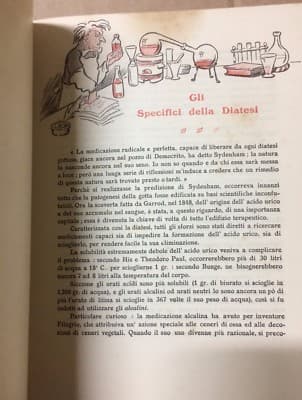 Gli
Specifici della Diatesi
« La medicazione radicale e perfetta, capace di liberare da ogni diatesi
gottosa, giace ancor nel pozzo di Democrito, ha detto Sydenham; la natura
la nasconde ancora nel suo seno. Io non so quando e da chi essa sarà messa
a luce; però una lunga serie di riflessioni m'induce a credere che un rimedio
di questa natura sarà trovato presto o tardi. »
Perchè si realizzasse la predizione di Sydenham, occorreva innanzi
tutto che la patogenesi della gotta fosse edificata su basi scientifiche inconfu-
tabili. Ora la scoverta fatta da Garrod, nel 1848, dell'origine dell'acido urico
e del suo accumulo nel sangue, è stata, a questo riguardo, di una importanza
capitale: essa è divenuta la chiave di volta di tutto l'edifizio terapeutico.
Caratterizzata così la diatesi, tutti gli sforzi sono stati diretti a ricercare
medicamenti capaci sia di impedire la formazione dell'acido urico, sia di
scioglierlo, per rendere facile la sua eliminazione.
La solubilità estremamente debole dell'acido urico veniva a complicare
il problema: secondo His e Theodore Paul, occorrerebbero più di 30 litri
di acqua a 18° C. per scioglierne 1 gr.: secondo Bunge, ne bisognerebbero
ancora 7 ed 8 litri alla temperatura del corpo.
Siccome gli urati acidi sono più solubili (1 gr. di biurato si scioglie in
1.200 gr. di acqua), e gli urati alcalini od urati neutri lo sono ancora un pò di
più l'urato di litina si scioglie in 367 volte il suo peso di acqua), così si fu
indotti ad utilizzare gli alcalini.
Particolare curioso: la medicazione alcalina ha avuto per inventore
Filagrio, che attribuiva un'azione speciale alle ceneri di ossa ed alle decozioni
di ceneri vegetali. Quando il suo uso divenne più razionale, si preco-